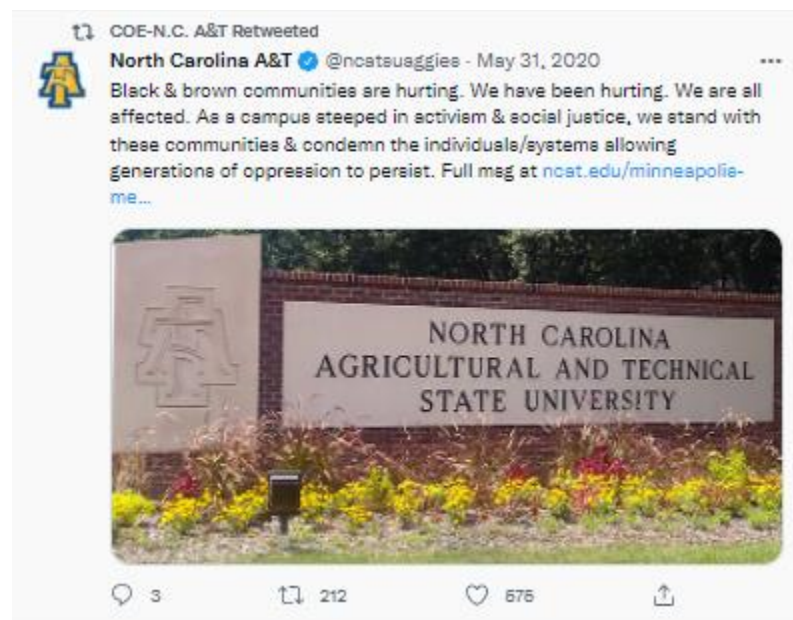 COE-N.C. A&T Retweeted
North Carolina A&T @ncatsuaggies · May 31, 2020
Black & brown communities are hurting. We have been hurting. We are all
affected. As a campus steeped in activism & social justice, we stand with
these communities & condemn the individuals/systems allowing
generations of oppression to persist. Full msg at ncat.edu/minneapolis-
me...
NORTH CAROLINA
AGRICULTURAL AND TECHNICAL
STATE UNIVERSITY
3 212 575